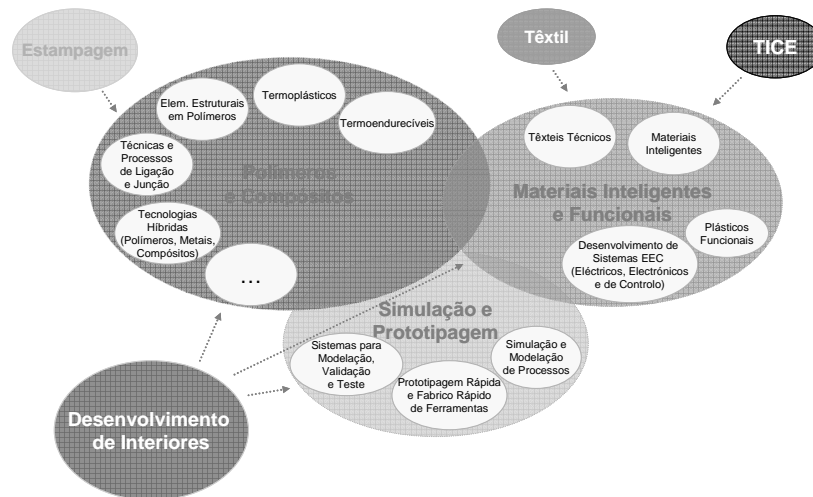 Estampagem
Têxtil
TICE
Elem. Estruturais
em Polímeros
Termoplásticos
Termoendurecíveis
Técnicas e
Processos
de Ligação
e Junção
Polímeros
e Compósitos
Tecnologias
Híbridas
(Polímeros, Metais,
Compósitos)
...
Têxteis Técnicos
Materiais
Inteligentes
Materiais Inteligentes
e Funcionais
Plásticos
Funcionais
Desenvolvimento de
Sistemas EEC
(Eléctricos, Electrónicos
e de Controlo)
Simulação e
Prototipagem
Sistemas para
Modelação,
Validação
e Teste
Prototipagem Rápida
e Fabrico Rápido
de Ferramentas
Simulação e
Modelação
de Processos
Desenvolvimento
de Interiores